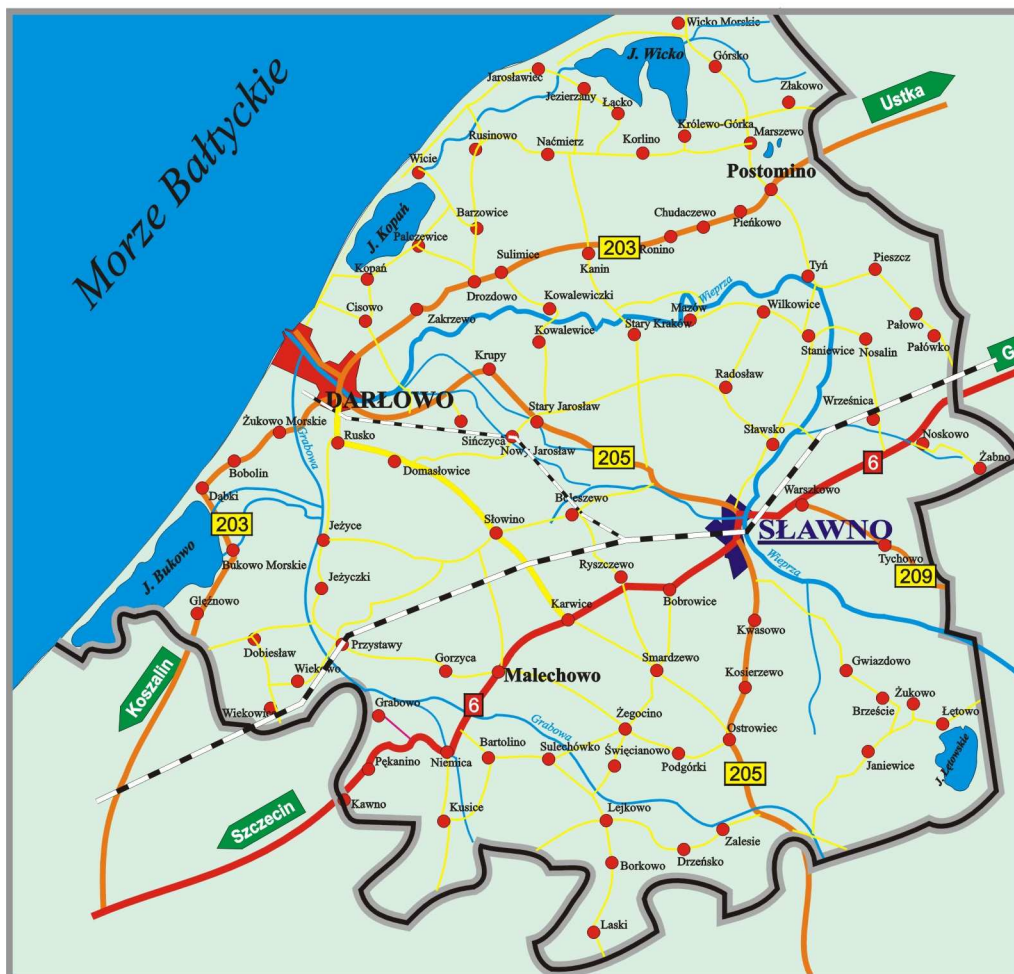 Wicko Morskie
J. Wicko
Górsko
Jarosławiec
Jezierzany
Złakowo
Łącko
Ustka
Morze Bałtyckie
Królewo-Górka
Marszewo
Rusinowo
Naćmierz
Korlino
Wicie
Postomino
J. Kopań
Barzowice
Chudaczewo
Pieńkowo
Palczewice
203
Ronino
Sulimice
Kanin
Kopań
Tyń
Pieszcz
Drozdowo
Kowalewiczki
Wieprza
Cisowo
Zakrzewo
Mazów
Wilkowice
Pałowo
Kowalewice
Stary Kraków
Staniewice
Nosalin
Pałówko
Krupy
G
Radosław
DARŁOWO
Wrześnica
Żukowo Morskie
Stary Jarosław
Grabowa
Rusko
Sińczyca
Nowy Jarosław
Sławsko
Noskowo
205
6
Żabno
Bobolin
Domasłowice
Dąbki
Warszkowo
Beleszewo
203
Jeżyce
Słowino
SŁAWNO
Tychowo
J. Bukowo
Bukowo Morskie
Wieprza
209
Jeżyczki
Ryszczewo
Bobrowice
Głęznowo
Karwice
Kwasowo
Dobiesław
Przystawy
Wiekowo
Gorzyca
Malechowo
Smardzewo
Gwiazdowo
Kosierzewo
Koszalin
Wiekowice
Grabowo
6
Żukowo
Brzeście
Łętowo
Grabowa
Żegocino
Ostrowiec
Niemica
Bartolino
Sulechówko
Święcianowo
Podgórki
Janiewice
J. Łętowskie
Pękanino
205
Szczecin
Kawno
Kusice
Lejkowo
Zalesie
Borkowo
Drzeńsko
Laski